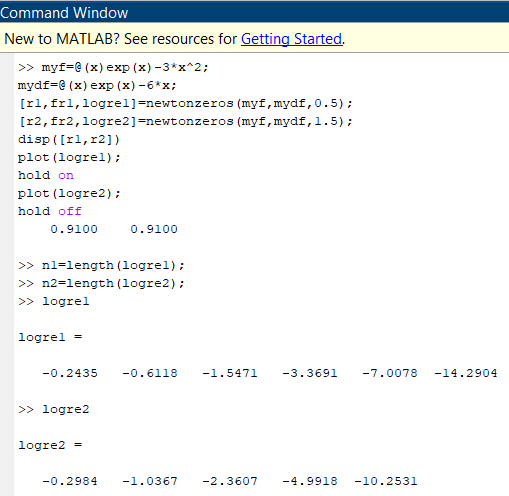 Command Window
New to MATLAB? See resources for Getting Started.
>> myf=@(x)exp(x)-3*x^2;
mydf=@(x)exp(x)-6*x;
[r1,fr1,logre1]=newtonzeros(myf,mydf,0.5);
[r2,fr2,logre2]=newtonzeros(myf,mydf,1.5);
disp([r1,r2])
plot(logre1);
hold on
plot(logre2);
hold off
0.9100 0.9100
>> n1=length(logre1);
>> n2=length(logre2);
>> logre1
logre1 =
-0.2435 -0.6118 -1.5471 -3.3691 -7.0078 -14.2904
>> logre2
logre2 =
-0.2984 -1.0367 -2.3607 -4.9918 -10.2531